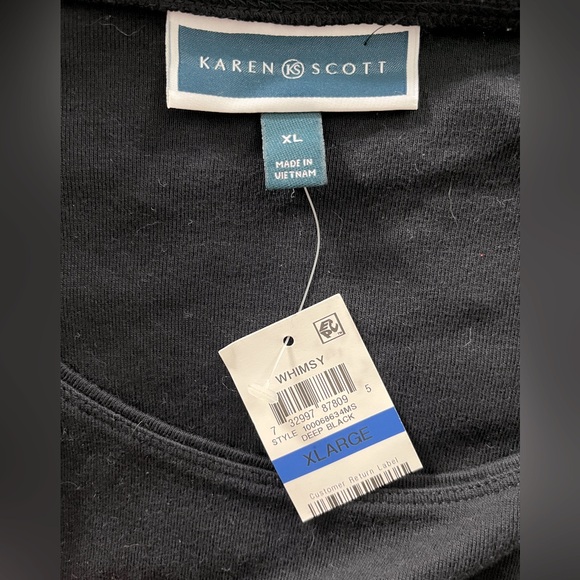 KAREN KS SCOTT
XL
MADE IN
VIETNAM
EPC
WHIMSY
7 32997 87809 5
STYLE 100068634MS
DEEP BLACK
XLARGE
Customer Return Label